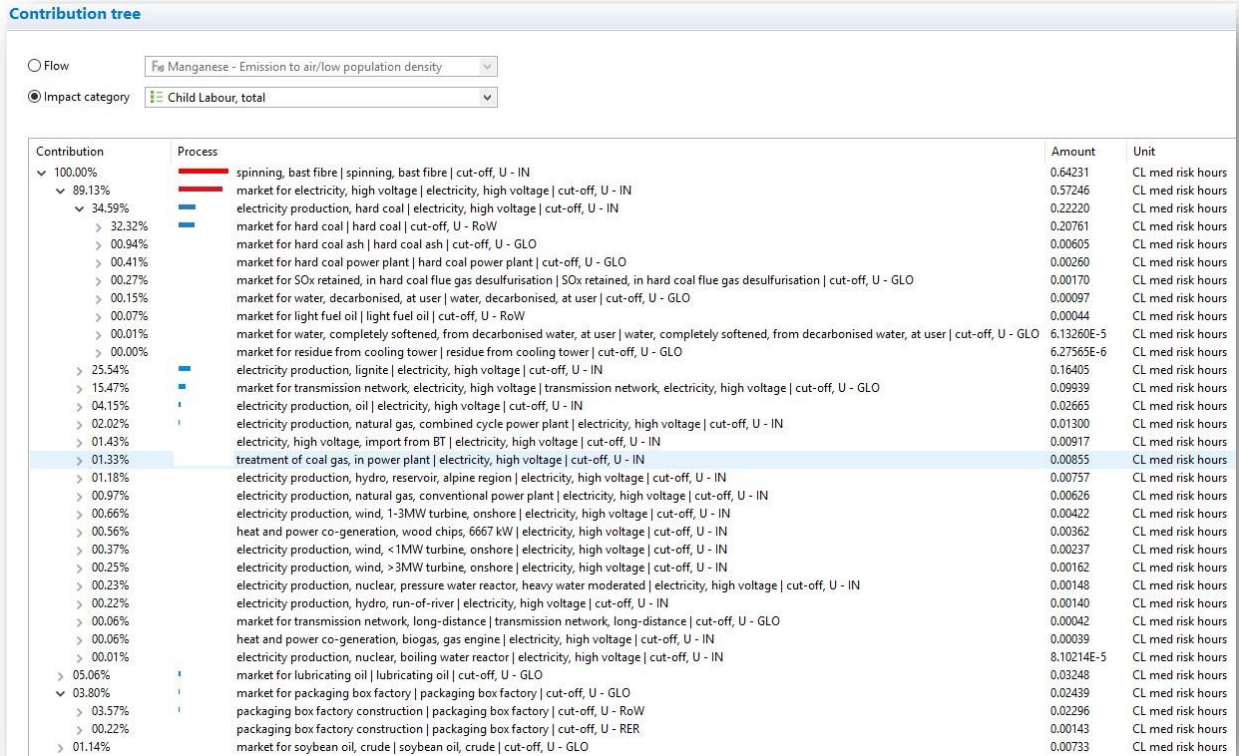 Contribution tree
Flow Fe Manganese - Emission to air/low population density
Impact category Child Labour, total
Contribution Process Amount Unit
100.00% spinning, bast fibre | spinning, bast fibre | cut-off, U - IN 0.64231 CL med risk hours
89.13% market for electricity, high voltage | electricity, high voltage | cut-off, U - IN 0.57246 CL med risk hours
34.59% electricity production, hard coal | electricity, high voltage | cut-off, U - IN 0.22220 CL med risk hours
32.32% market for hard coal | hard coal | cut-off, U - RoW 0.20761 CL med risk hours
00.94% market for hard coal ash | hard coal ash | cut-off, U - GLO 0.00605 CL med risk hours
00.41% market for hard coal power plant | hard coal power plant | cut-off, U - GLO 0.00260 CL med risk hours
00.27% market for SOx retained, in hard coal flue gas desulfurisation | SOx retained, in hard coal flue gas desulfurisation | cut-off, U - GLO 0.00170 CL med risk hours
00.15% market for water, decarbonised, at user | water, decarbonised, at user | cut-off, U - GLO 0.00097 CL med risk hours
00.07% market for light fuel oil | light fuel oil | cut-off, U - RoW 0.00044 CL med risk hours
00.01% market for water, completely softened, from decarbonised water, at user | water, completely softened, from decarbonised water, at user | cut-off, U - GLO 6.13260E-5 CL med risk hours
00.00% market for residue from cooling tower | residue from cooling tower | cut-off, U - GLO 6.27565E-6 CL med risk hours
25.54% electricity production, lignite | electricity, high voltage | cut-off, U - IN 0.16405 CL med risk hours
15.47% market for transmission network, electricity, high voltage | transmission network, electricity, high voltage | cut-off, U - GLO 0.09939 CL med risk hours
04.15% electricity production, oil | electricity, high voltage | cut-off, U - IN 0.02665 CL med risk hours
02.02% electricity production, natural gas, combined cycle power plant | electricity, high voltage | cut-off, U - IN 0.01300 CL med risk hours
01.43% electricity, high voltage, import from BT | electricity, high voltage | cut-off, U - IN 0.00917 CL med risk hours
01.33% treatment of coal gas, in power plant | electricity, high voltage | cut-off, U - IN 0.00855 CL med risk hours
01.18% electricity production, hydro, reservoir, alpine region | electricity, high voltage | cut-off, U - IN 0.00757 CL med risk hours
00.97% electricity production, natural gas, conventional power plant | electricity, high voltage | cut-off, U - IN 0.00626 CL med risk hours
00.66% electricity production, wind, 1-3MW turbine, onshore | electricity, high voltage | cut-off, U - IN 0.00422 CL med risk hours
00.56% heat and power co-generation, wood chips, 6667 kW | electricity, high voltage | cut-off, U - IN 0.00362 CL med risk hours
00.37% electricity production, wind, <1MW turbine, onshore | electricity, high voltage | cut-off, U - IN 0.00237 CL med risk hours
00.25% electricity production, wind, >3MW turbine, onshore | electricity, high voltage | cut-off, U - IN 0.00162 CL med risk hours
00.23% electricity production, nuclear, pressure water reactor, heavy water moderated | electricity, high voltage | cut-off, U - IN 0.00148 CL med risk hours
00.22% electricity production, hydro, run-of-river | electricity, high voltage | cut-off, U - IN 0.00140 CL med risk hours
00.06% market for transmission network, long-distance | transmission network, long-distance | cut-off, U - GLO 0.00042 CL med risk hours
00.06% heat and power co-generation, biogas, gas engine | electricity, high voltage | cut-off, U - IN 0.00039 CL med risk hours
00.01% electricity production, nuclear, boiling water reactor | electricity, high voltage | cut-off, U - IN 8.10214E-5 CL med risk hours
05.06% market for lubricating oil | lubricating oil | cut-off, U - GLO 0.03248 CL med risk hours
03.80% market for packaging box factory | packaging box factory | cut-off, U - GLO 0.02439 CL med risk hours
03.57% packaging box factory construction | packaging box factory | cut-off, U - RoW 0.02296 CL med risk hours
00.22% packaging box factory construction | packaging box factory | cut-off, U - RER 0.00143 CL med risk hours
01.14% market for soybean oil, crude | soybean oil, crude | cut-off, U - GLO 0.00733 CL med risk hours